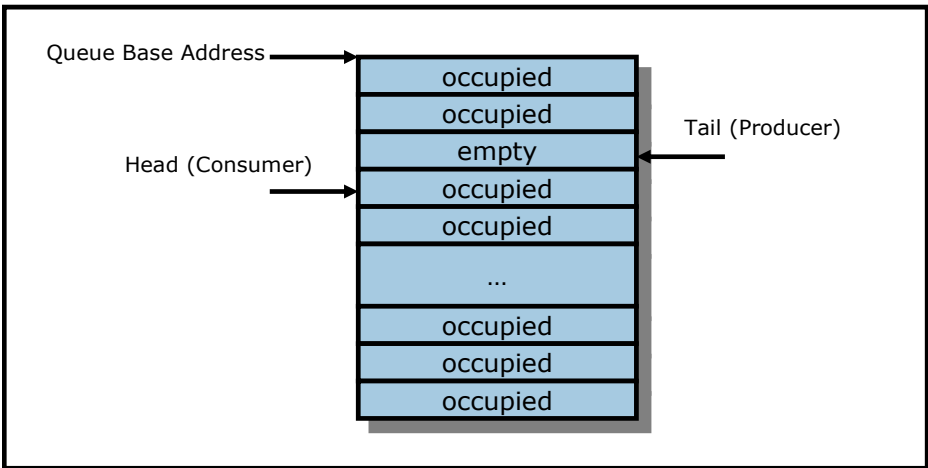 Queue Base Address
occupied
occupied
Tail (Producer)
empty
Head (Consumer)
occupied
occupied
...
occupied
occupied
occupied